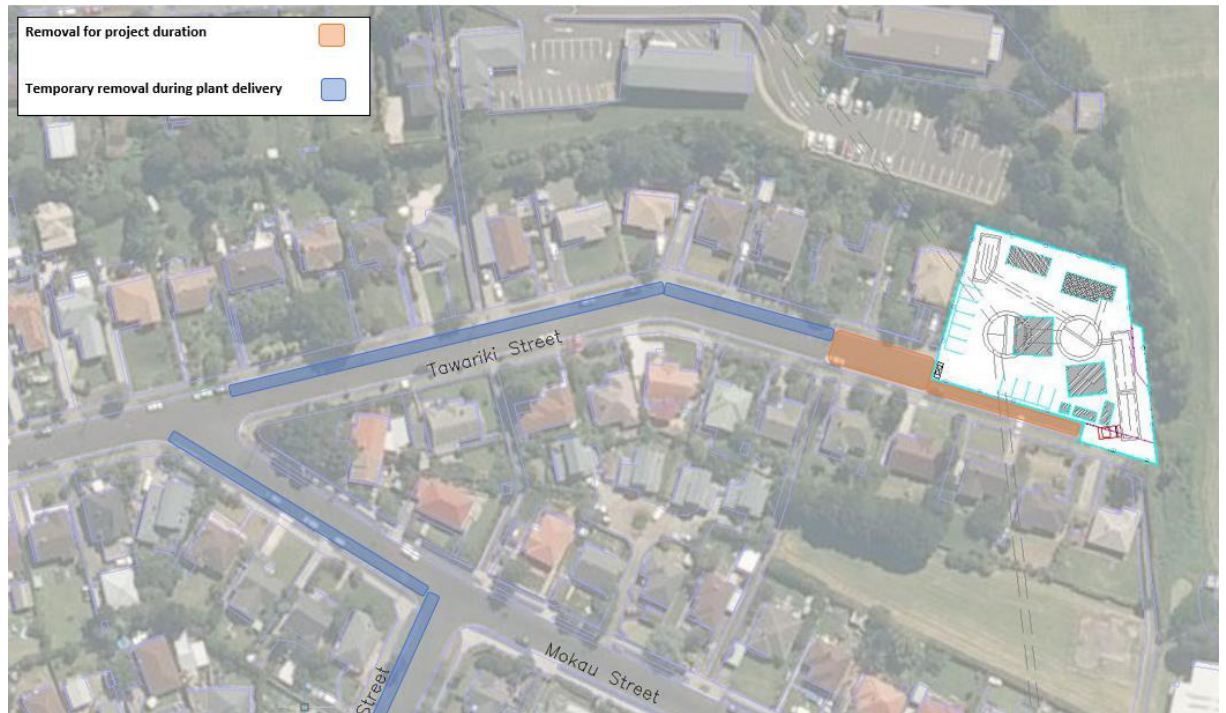 Removal for project duration
Temporary removal during plant delivery
Tawariki Street
Mokau Street
Street